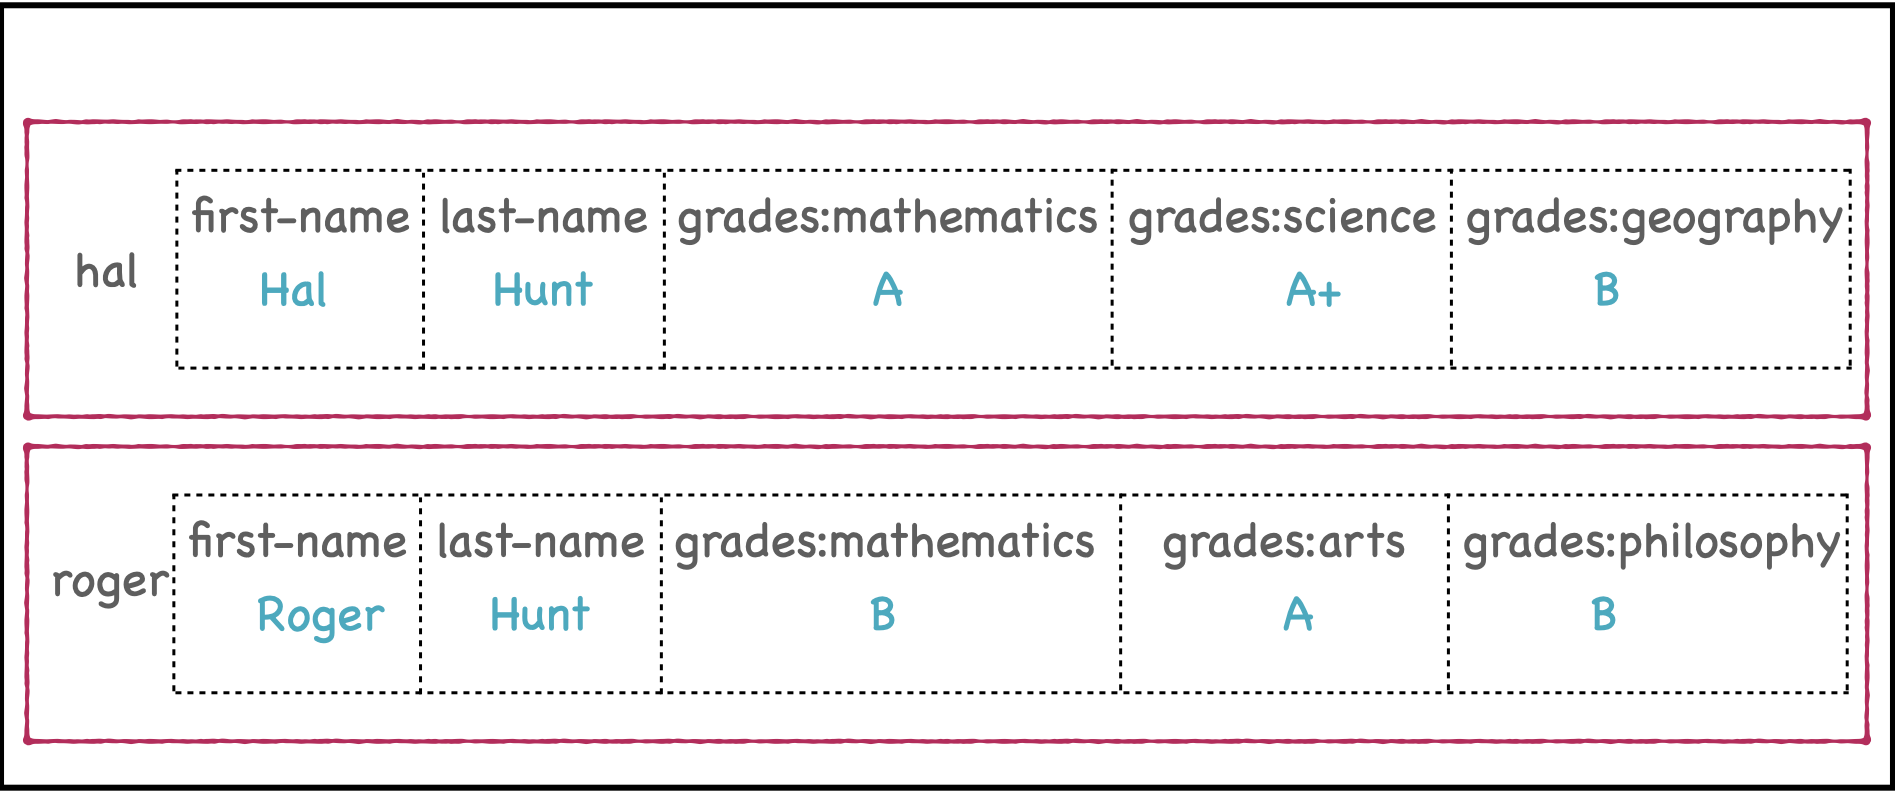 first-name last-name grades:mathematics grades:science grades:geography
hal
Hal Hunt A A+ B
first-name last-name grades:mathematics grades:arts grades:philosophy
roger
Roger Hunt B A B